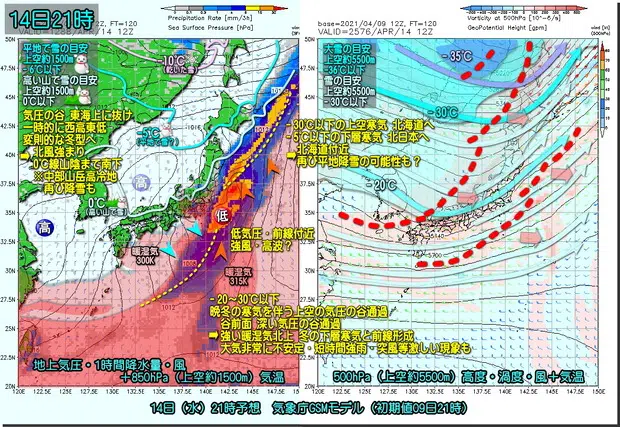 14日21時
Z, FT=120
VALID=1288/APR/14 12Z
Precipitation Rate [mm/3h]
Sea Surface Pressure [hPa]
base=2021/04/09 12Z, FT=120
VALID=2576/APR/14 12Z
Vorticity at 500hPa [10^-6/s]
GeoPotential Height [gpm]
平地で雪の目安
上空約1500m
-6℃以下
高い山で雪の目安
上空約1500m
0℃以下
気圧の谷 東海上に抜け
一時的に西高東低
変則的な冬型へ
➡ 北風強まり
0℃線山陰まで南下
※中部山岳高冷地
再び降雪も
-10℃
(乾いた雪)
-5℃
(平地で雪?)
0℃
(高い山で雪)
高
高
低
暖湿気
300K
暖湿気
315K
-30℃以下の上空寒気 北海道へ
-5℃以下の下層寒気 北日本へ
➡ 北海道付近
再び平地降雪の可能性も?
低気圧・前線付近
強風・高波?
-20~30℃以下
晩冬の寒気を伴う上空の気圧の谷通過
谷前面 深い気圧の谷通過
➡ 強い暖湿気北上 冬の下層寒気と前線形成
大気非常に不安定・短時間強雨・突風等激しい現象も
地上気圧・1時間降水量・風
+850hPa(上空約1500m)気温
大雪の目安
上空約5500m
-36℃以下
雪の目安
上空約5500m
-30℃以下
-35℃
-30℃
-20℃
500hPa(上空約5500m)高度・渦度・風+気温
14日(水)21時予想 気象庁GSMモデル(初期値09日21時)